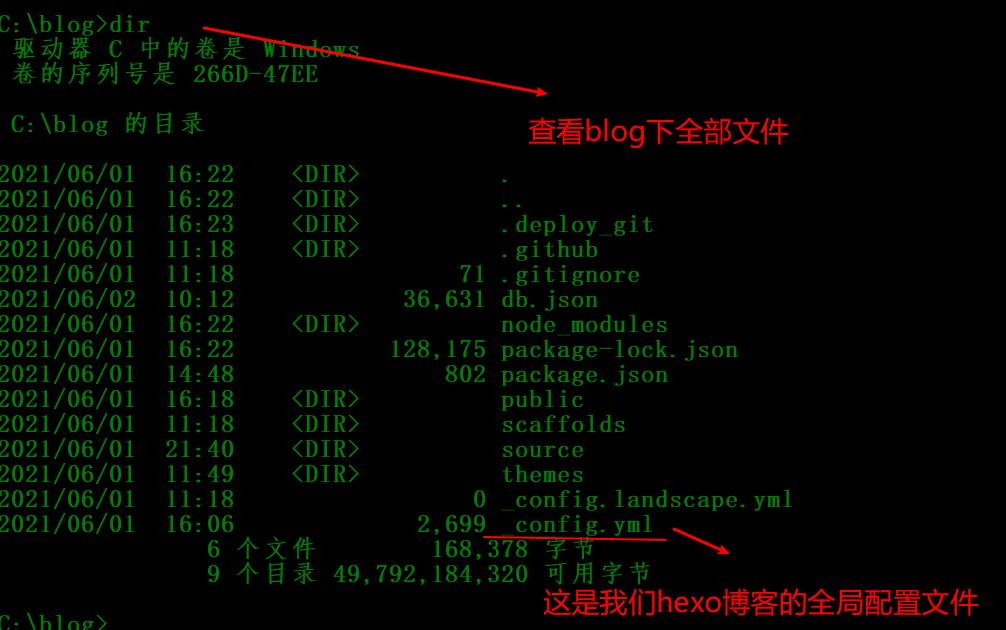 C:\blog>dir
驱动器 C 中的卷是 Windows
卷的序列号是 266D-47EE
C:\blog 的目录
查看blog下全部文件
2021/06/01 16:22 <DIR> .
2021/06/01 16:22 <DIR> ..
2021/06/01 16:23 <DIR> .deploy_git
2021/06/01 11:18 <DIR> .github
2021/06/01 11:18 71 .gitignore
2021/06/02 10:12 36,631 db.json
2021/06/01 16:22 <DIR> node_modules
2021/06/01 16:22 128,175 package-lock.json
2021/06/01 14:48 802 package.json
2021/06/01 16:18 <DIR> public
2021/06/01 11:18 <DIR> scaffolds
2021/06/01 21:40 <DIR> source
2021/06/01 11:49 <DIR> themes
2021/06/01 11:18 0 _config.landscape.yml
2021/06/01 16:06 2,699 _config.yml
6 个文件 168,378 字节
9 个目录 49,792,184,320 可用字节
这是我们hexo博客的全局配置文件
C:\blog>